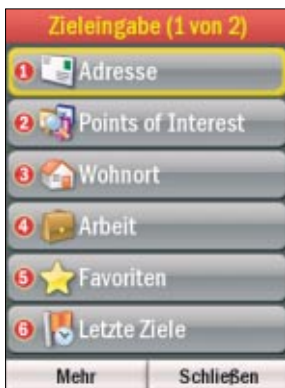 Zieleingabe (1 von 2)
1 Adresse
2 Points of Interest
3 Wohnort
4 Arbeit
5 Favoriten
6 Letzte Ziele
Mehr Schließen